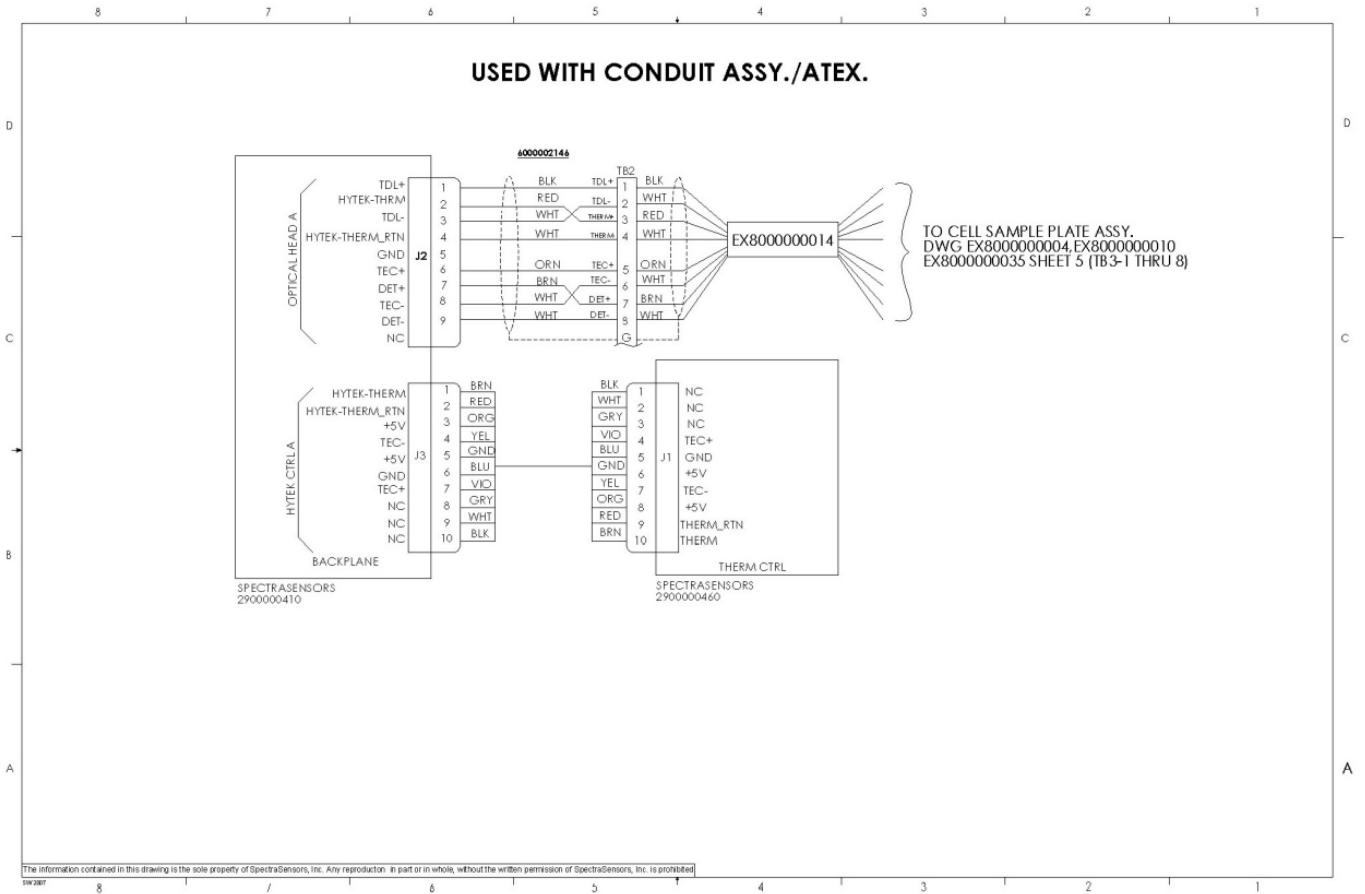 8 7 6 5 4 3 2 1
USED WITH CONDUIT ASSY./ATEX.
D
D
6000002146
OPTICAL HEAD A
TDL+
HYTEK-THRM
TDL-
HYTEK-THERM_RTN
GND
TEC+
DET+
TEC-
DET-
NC
J2
1
2
3
4
5
6
7
8
9
BLK TDL+
RED TDL-
WHT THERM+
WHT THERM-
ORN TEC+
BRN TEC-
WHT DET+
WHT DET-
TB2
1 BLK
2 WHT
3 RED
4 WHT
5 ORN
6 WHT
7 BRN
8 WHT
G
EX8000000014
TO CELL SAMPLE PLATE ASSY.
DWG EX8000000004,EX8000000010
EX8000000035 SHEET 5 (TB3-1 THRU 8)
C
C
HYTEK CTRL A
HYTEK-THERM
HYTEK-THERM_RTN
+5V
TEC-
+5V
GND
TEC+
NC
NC
NC
J3
1 BRN
2 RED
3 ORG
4 YEL
5 GND
6 BLU
7 VIO
8 GRY
9 WHT
10 BLK
BACKPLANE
SPECTRASENSORS
2900000410
BLK 1
WHT 2
GRY 3
VIO 4
BLU 5
GND 6
YEL 7
ORG 8
RED 9
BRN 10
J1
NC
NC
NC
TEC+
GND
+5V
TEC-
+5V
THERM_RTN
THERM
THERM CTRL
SPECTRASENSORS
2900000460
B
B
A
A
The information contained in this drawing is the sole property of SpectraSensors, Inc. Any reproducton in part or in whole, without the written permission of SpectraSensors, Inc. is prohibited
SW2007
8 7 6 5 4 3 2 1